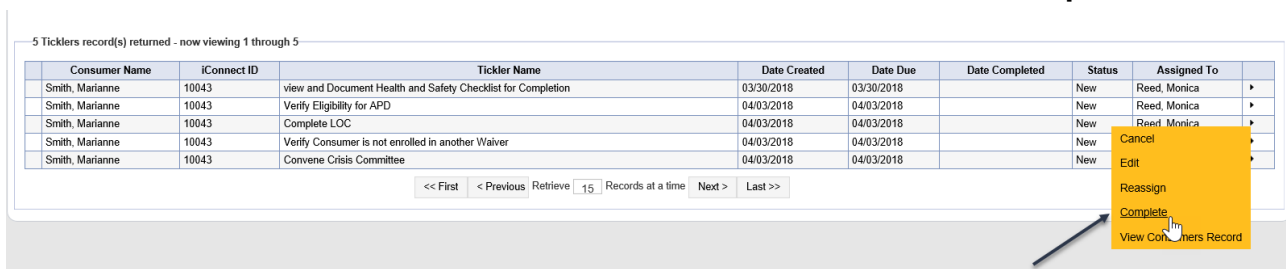 5 Ticklers record(s) returned - now viewing 1 through 5
Consumer Name iConnect ID Tickler Name Date Created Date Due Date Completed Status Assigned To
Smith, Marianne 10043 view and Document Health and Safety Checklist for Completion 03/30/2018 03/30/2018 New Reed, Monica
Smith, Marianne 10043 Verify Eligibility for APD 04/03/2018 04/03/2018 New Reed, Monica
Smith, Marianne 10043 Complete LOC 04/03/2018 04/03/2018 New Reed, Monica
Smith, Marianne 10043 Verify Consumer is not enrolled in another Waiver 04/03/2018 04/03/2018 New
Smith, Marianne 10043 Convene Crisis Committee 04/03/2018 04/03/2018 New
Cancel
Edit
Reassign
Complete
View Consumers Record
<< First < Previous Retrieve 15 Records at a time Next > Last >>